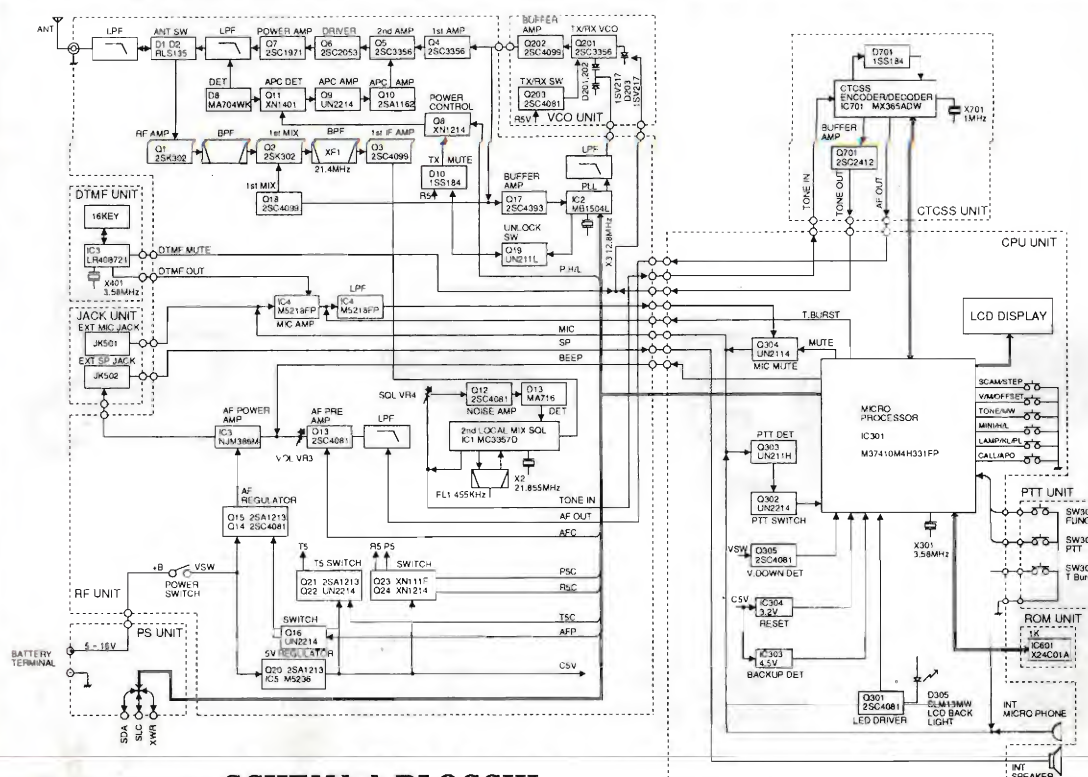 ANT
LPF
ANT SW
D1 D2
RLS135
LPF
POWER AMP
Q7
2SC1971
DRIVER
Q6
2SC2053
2nd AMP
Q5
2SC3356
1st AMP
Q4
2SC3356
BUFFER
AMP
Q202
2SC4099
TX/RX VCO
Q201
2SC3356
TX/RX SW
Q203
2SC4081
R5V
D201,202
1SV217
D203
1SV217
VCO UNIT
DET
D8
MA704WK
APC DET
Q11
XN1401
APC AMP
Q9
UN2214
APC AMP
Q10
2SA1162
POWER
CONTROL
Q8
XN1214
RF AMP
Q1
2SK302
BPF
1st MIX
Q2
2SK302
BPF
XF1
21.4MHz
1st IF AMP
Q3
2SC4099
TX MUTE
D10
1SS184
R5
1st MIX
Q18
2SC4099
BUFFER
AMP
Q17
2SC4393
LPF
PLL
IC2
MB1504L
X3 12.8MHz
UNLOCK
SW
Q19
UN211L
P.H/L
D701
1SS184
CTCSS
ENCODER/DECODER
IC701 MX365ADW
X701
1MHz
BUFFER
AMP
Q701
2SC2412
TONE IN
TONE OUT
AF OUT
CTCSS UNIT
DTMF UNIT
16KEY
IC3
LR408721
X401
3.58MHz
DTMF MUTE
DTMF OUT
JACK UNIT
EXT MIC JACK
JK501
EXT SP JACK
JK502
IC4
M5218FP
MIC AMP
LPF
IC4
M5218FP
MIC
SP
BEEP
T.BURST
CPU UNIT
LCD DISPLAY
Q304
UN2114
MIC MUTE
MUTE
MICRO
PROCESSOR
IC301
M37410M4H331FP
SCAM/STEP
V/M/OFFSET
TONE/MW
MINI/H/L
LAMP/KL/PL
CALL/APO
SQL VR4
Q12
2SC4081
NOISE AMP
D13
MA716
DET
2nd LOCAL MIX SQL
IC1 MC3357D
FL1 455KHz
X2
21.855MHz
AF POWER
AMP
IC3
NJM386M
VOL VR3
AF PRE
AMP
Q13
2SC4081
LPF
TONE IN
AF OUT
AFC
AF
REGULATOR
Q15 2SA1213
Q14 2SC4081
T5
T5 SWITCH
Q21 2SA1213
Q22 UN2214
R5 P5
SWITCH
Q23 XN111F
Q24 XN1214
P5C
R5C
T5C
AFP
C5V
+B
VSW
POWER
SWITCH
RF UNIT
SWITCH
Q16
UN2214
5V REGULATOR
Q20 2SA1213
IC5 M5236
PS UNIT
BATTERY
TERMINAL
5 - 16V
SDA
SLC
XWR
PTT DET
Q303
UN211H
Q302
UN2214
PTT SWITCH
VSW
Q305
2SC4081
V.DOWN DET
C5V
IC304
3.2V
RESET
IC303
4.5V
BACKUP DET
X301
3.58MHz
Q301
2SC4081
LED DRIVER
D305
LCD BACK
LIGHT
PTT UNIT
SW30
FUNC
SW30
PTT
SW30
T Bur
ROM UNIT
1K
IC601
X24C01A
INT
MICRO PHONE
INT
SPEAKER